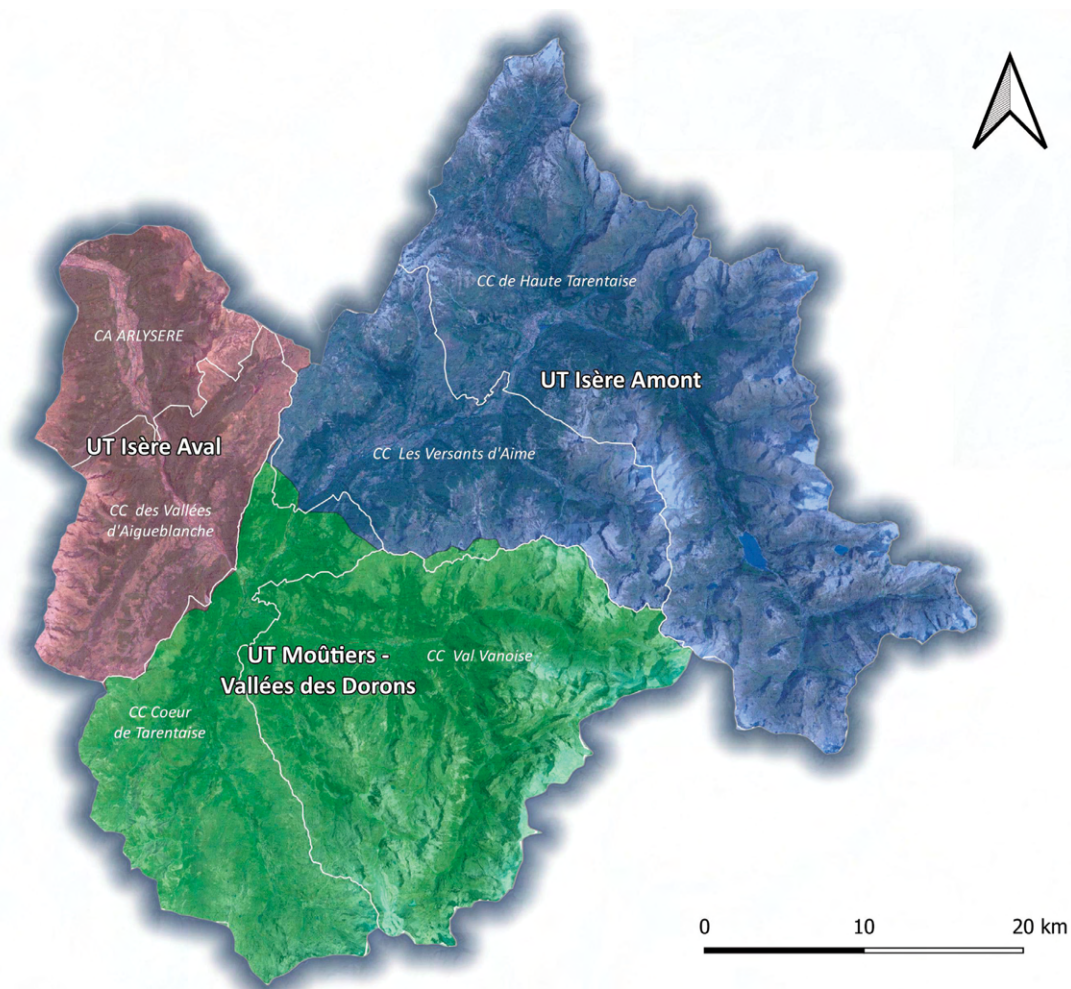 CC de Haute Tarentaise
CA ARLYSERE
UT Isère Amont
UT Isère Aval
CC Les Versants d'Aime
CC des Vallées
d'Aigueblanche
UT Moûtiers -
Vallées des Dorons
CC Val Vanoise
CC Coeur
de Tarentaise
0 10 20 km